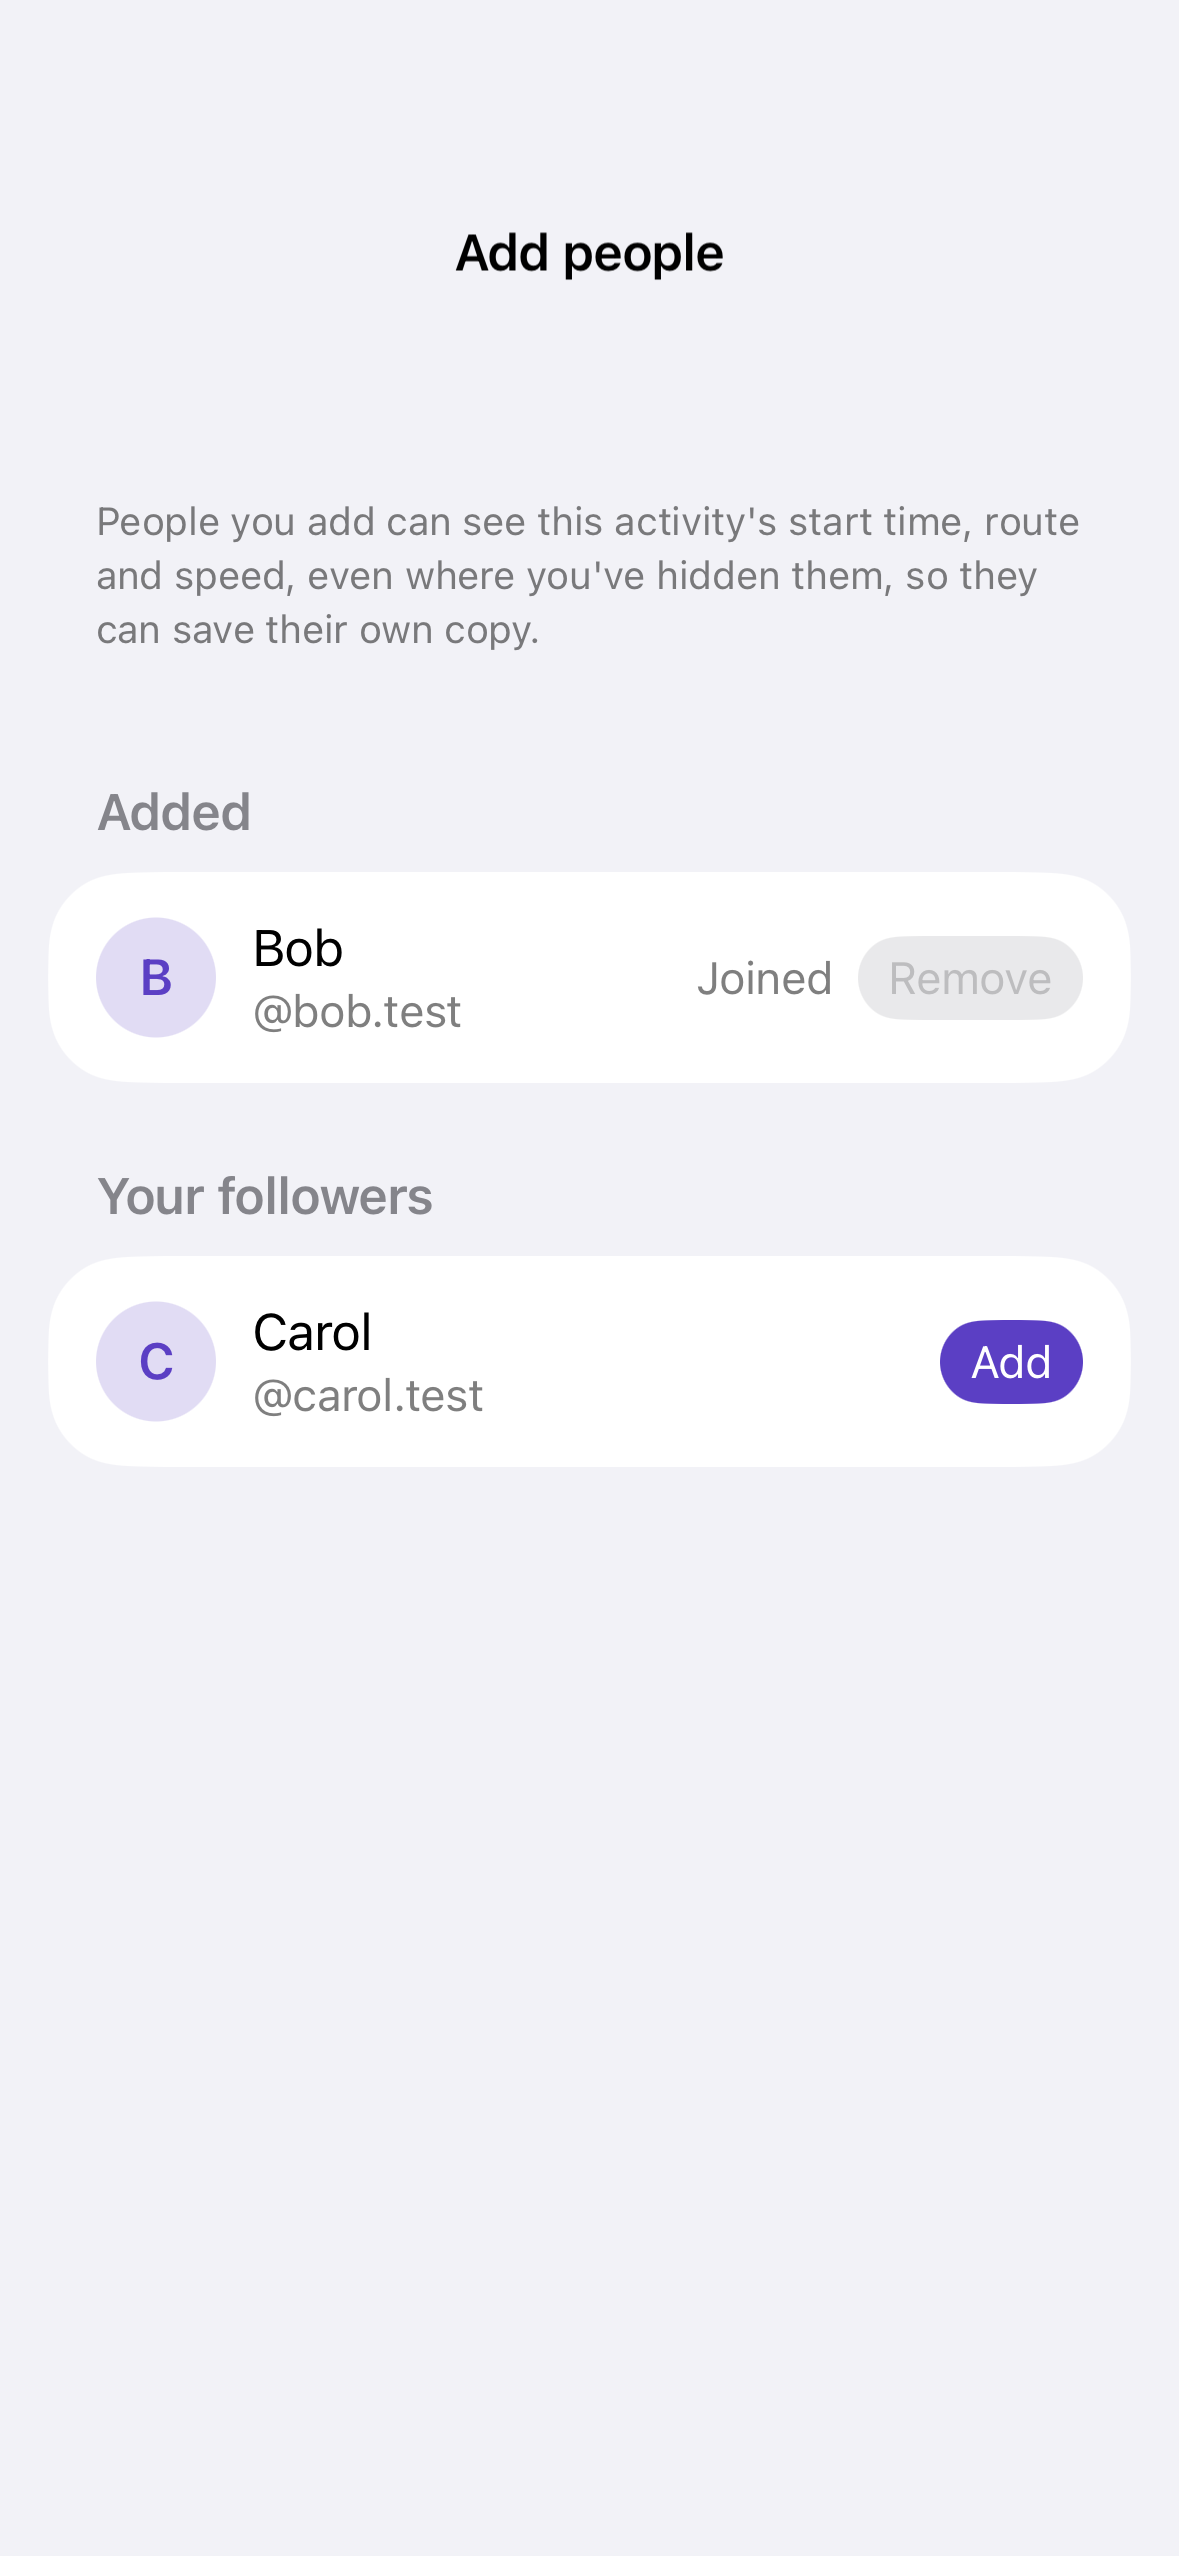 Add people
People you add can see this activity's start time, route
and speed, even where you've hidden them, so they
can save their own copy.
Added
B
Bob
@bob.test
Joined
Remove
Your followers
C
Carol
@carol.test
Add